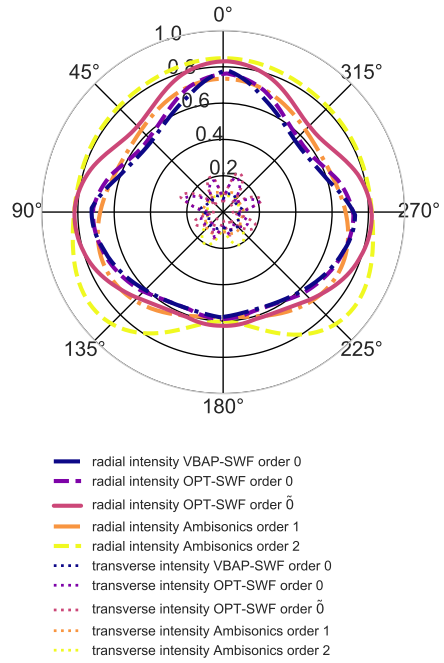 0°
1.0
45°
0.8
315°
0.6
0.4
0.2
90°
270°
135°
225°
180°
radial intensity VBAP-SWF order 0
radial intensity OPT-SWF order 0
radial intensity OPT-SWF order 0̃
radial intensity Ambisonics order 1
radial intensity Ambisonics order 2
transverse intensity VBAP-SWF order 0
transverse intensity OPT-SWF order 0
transverse intensity OPT-SWF order 0̃
transverse intensity Ambisonics order 1
transverse intensity Ambisonics order 2